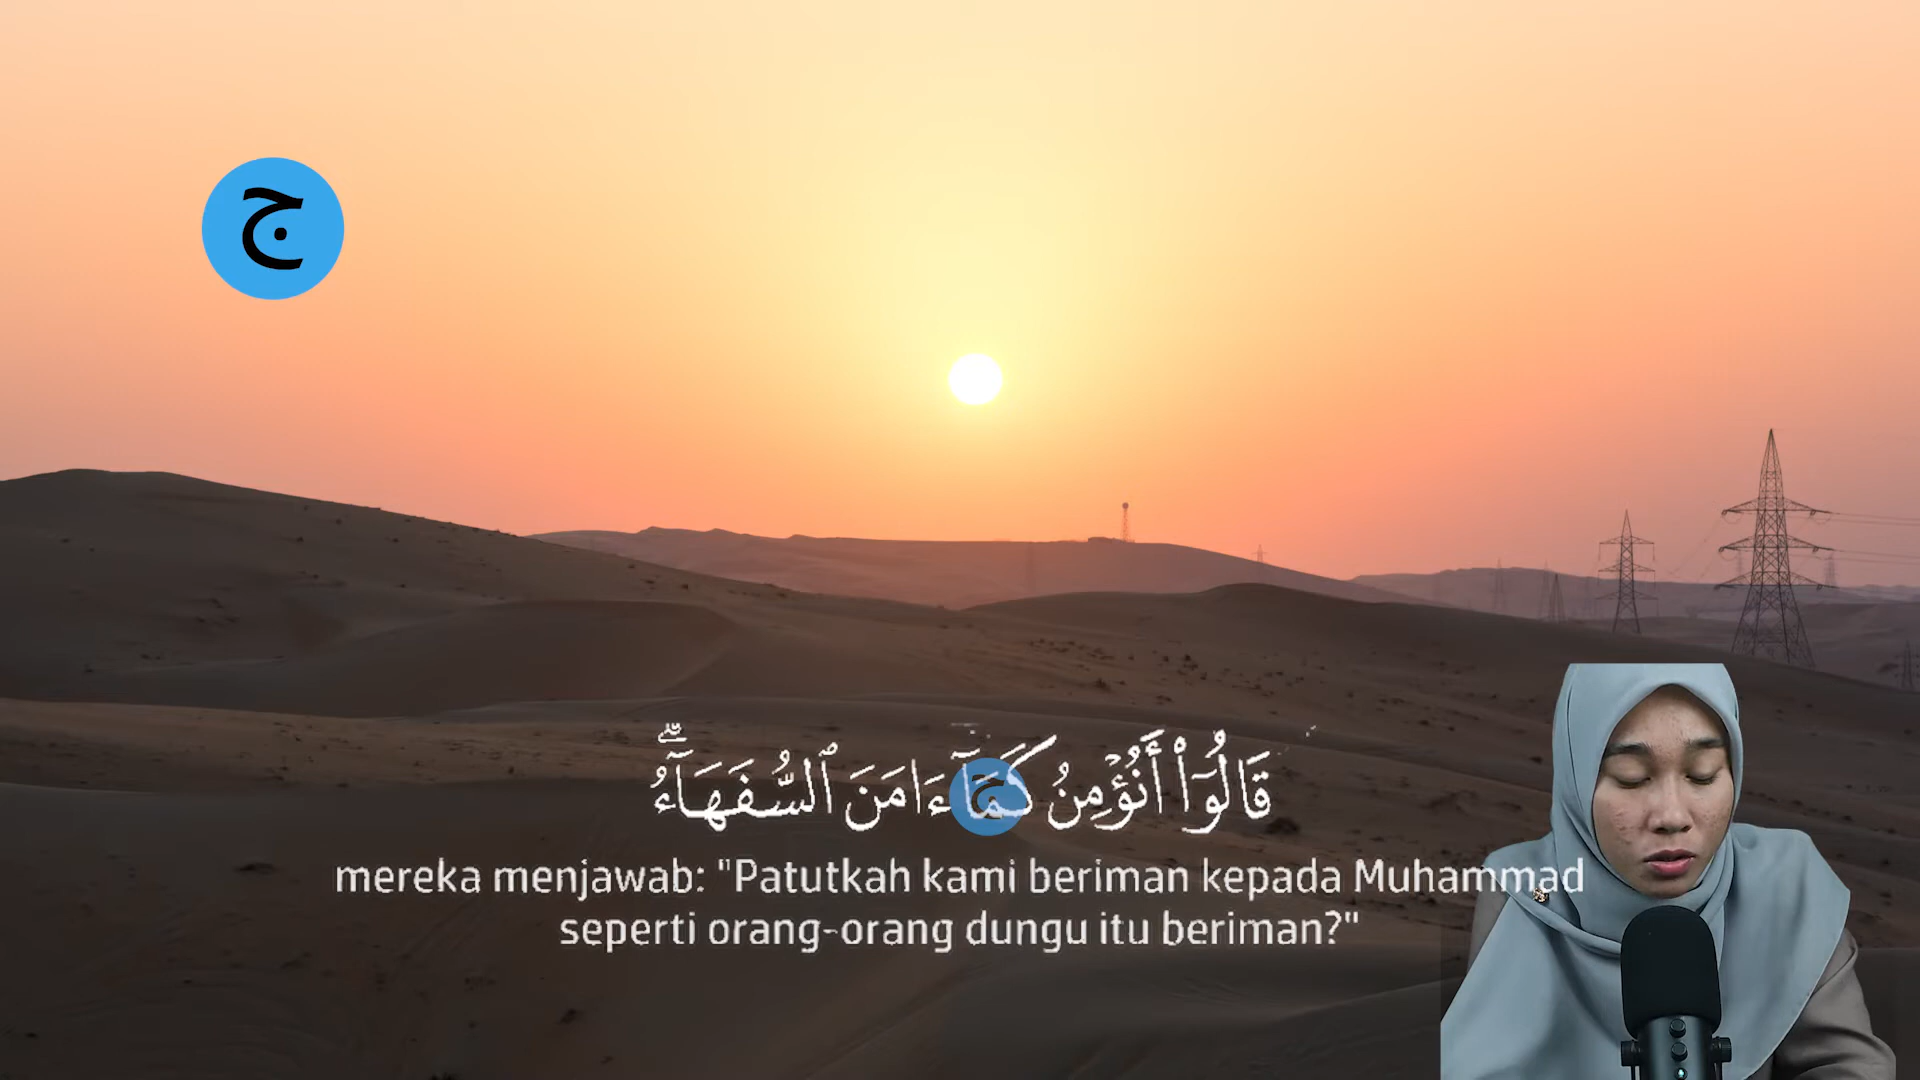 ج
قَالُوٓا۟ أَنُؤْمِنُ كَمَآ ءَامَنَ ٱلسُّفَهَآءُ ۗ
ج
mereka menjawab: "Patutkah kami beriman kepada Muhammad
seperti orang-orang dungu itu beriman?"